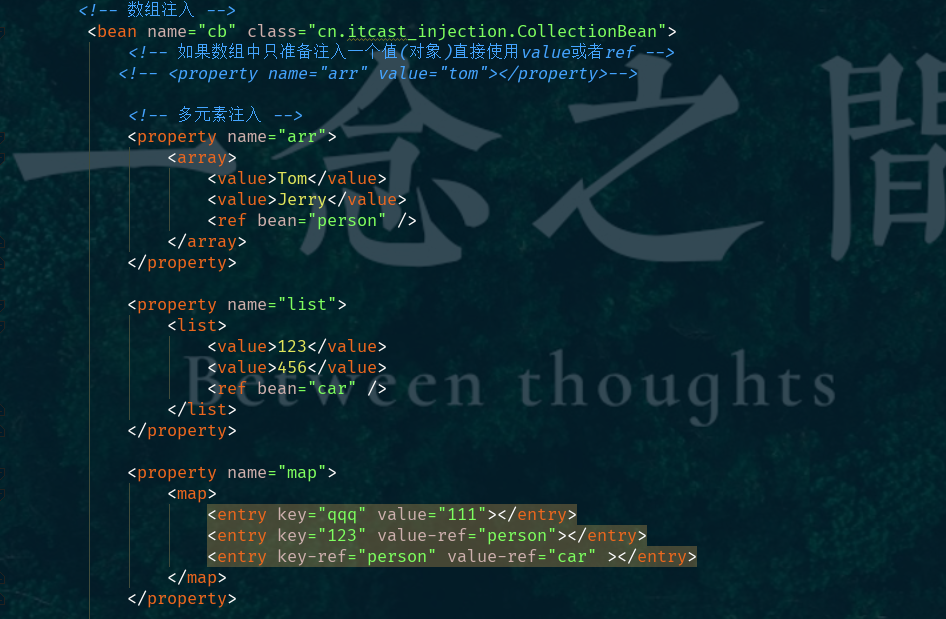 <!-- 数组注入 -->
<bean name="cb" class="cn.itcast_injection.CollectionBean">
<!-- 如果数组中只准备注入一个值(对象)直接使用value或者ref -->
<!-- <property name="arr" value="tom"></property>-->
<!-- 多元素注入 -->
<property name="arr">
<array>
<value>Tom</value>
<value>Jerry</value>
<ref bean="person" />
</array>
</property>
<property name="list">
<list>
<value>123</value>
<value>456</value>
<ref bean="car" />
</list>
</property>
<property name="map">
<map>
<entry key="qqq" value="111"></entry>
<entry key="123" value-ref="person"></entry>
<entry key-ref="person" value-ref="car" ></entry>
</map>
</property>
一念之間
Between thoughts